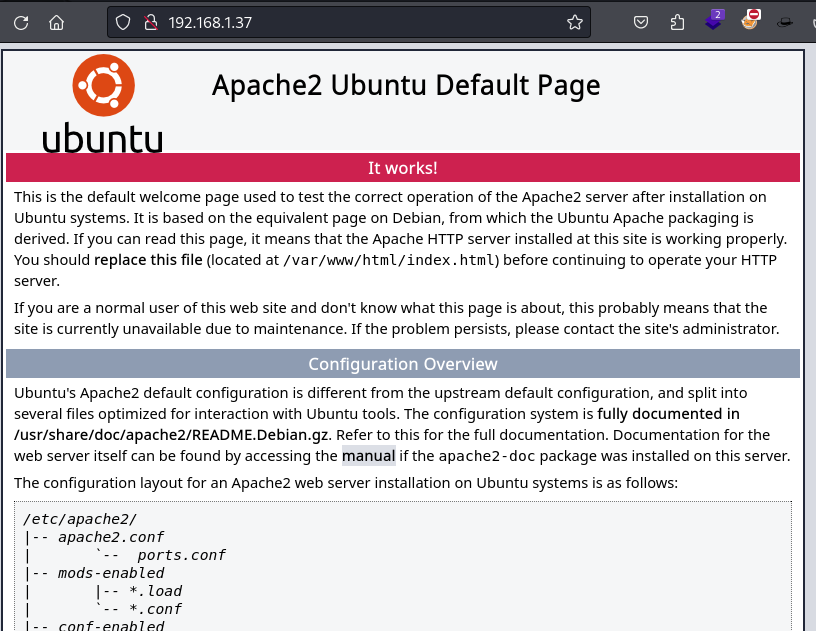 192.168.1.37
2
Apache2 Ubuntu Default Page
ubuntu
It works!
This is the default welcome page used to test the correct operation of the Apache2 server after installation on
Ubuntu systems. It is based on the equivalent page on Debian, from which the Ubuntu Apache packaging is
derived. If you can read this page, it means that the Apache HTTP server installed at this site is working properly.
You should replace this file (located at /var/www/html/index.html) before continuing to operate your HTTP
server.
If you are a normal user of this web site and don't know what this page is about, this probably means that the
site is currently unavailable due to maintenance. If the problem persists, please contact the site's administrator.
Configuration Overview
Ubuntu's Apache2 default configuration is different from the upstream default configuration, and split into
several files optimized for interaction with Ubuntu tools. The configuration system is fully documented in
/usr/share/doc/apache2/README.Debian.gz. Refer to this for the full documentation. Documentation for the
web server itself can be found by accessing the manual if the apache2-doc package was installed on this server.
The configuration layout for an Apache2 web server installation on Ubuntu systems is as follows:
/etc/apache2/
|-- apache2.conf
|       `--  ports.conf
|-- mods-enabled
|       |-- *.load
|       `-- *.conf
|-- conf-enabled